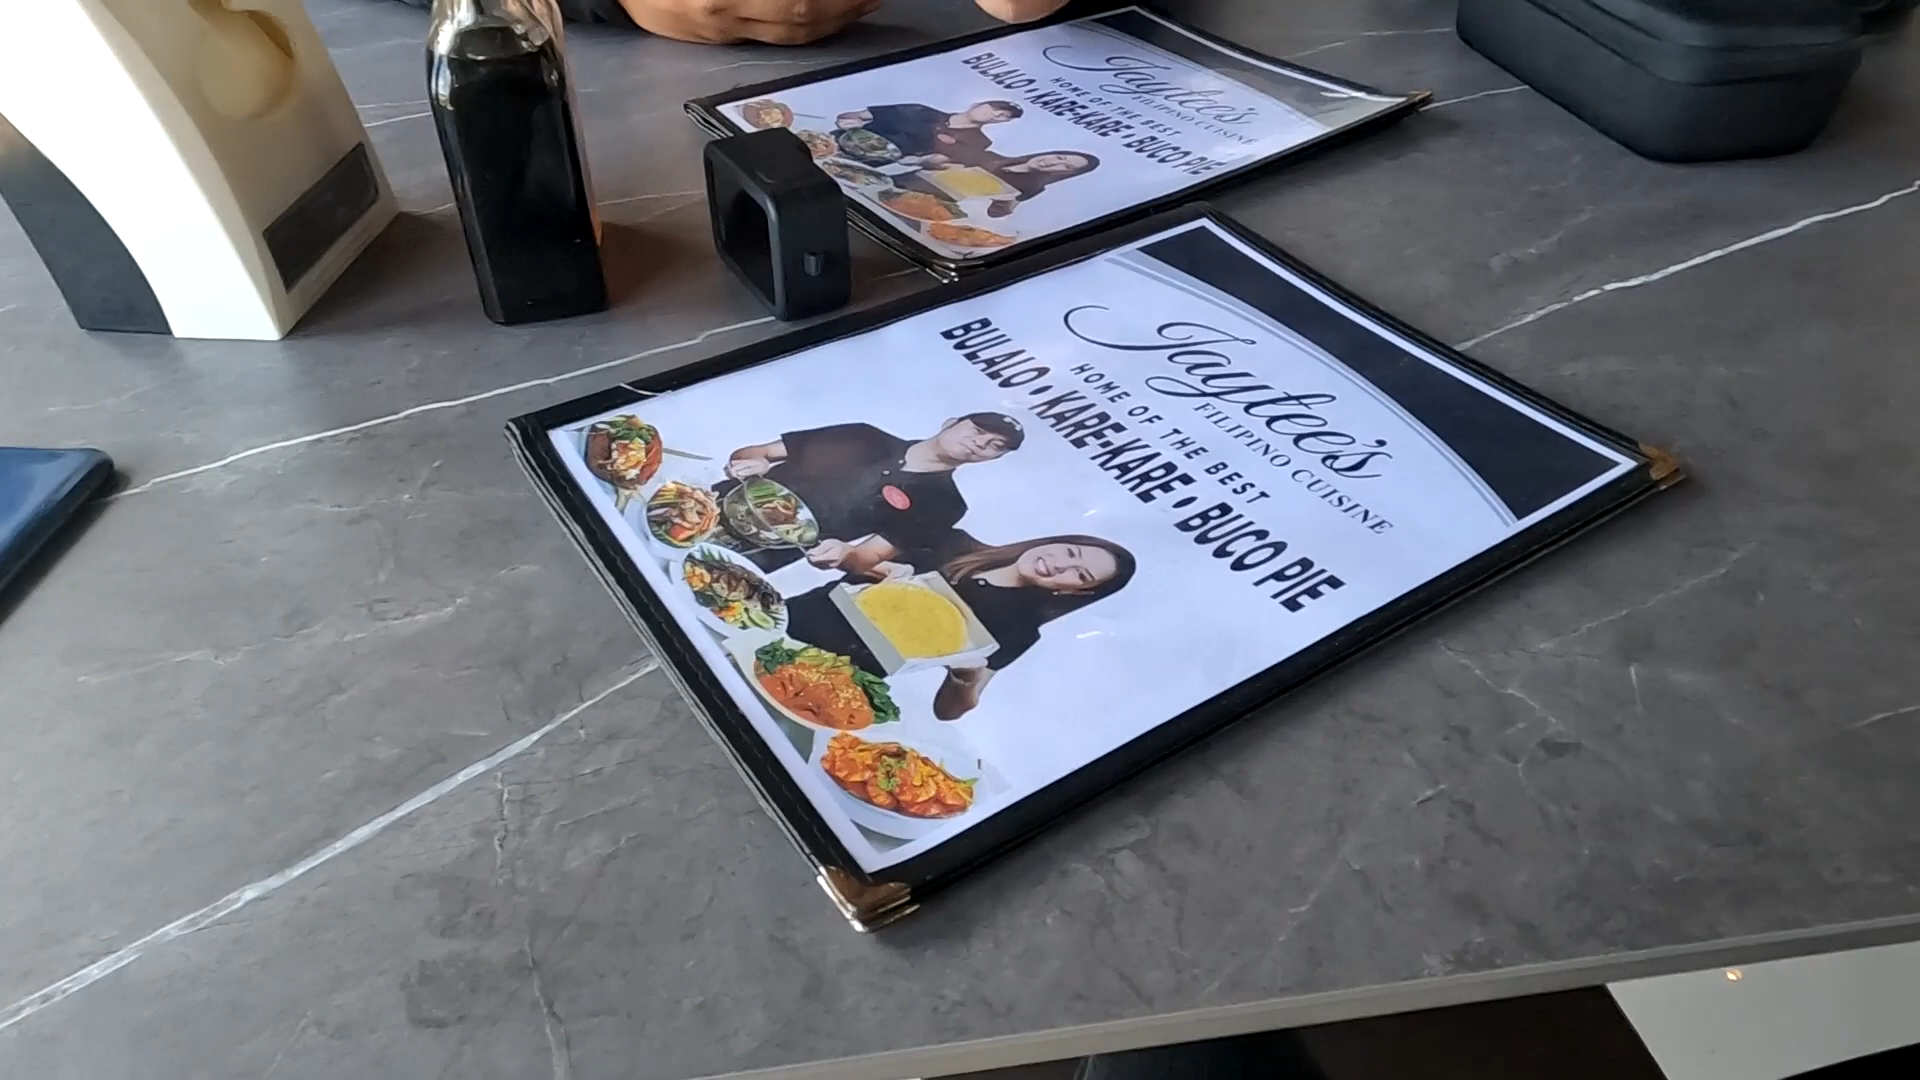 Jaytee's
FILIPINO CUISINE
HOME OF THE BEST
BULALO • KARE-KARE • BUCO PIE
Jaytee's
FILIPINO CUISINE
HOME OF THE BEST
BULALO • KARE-KARE • BUCO PIE